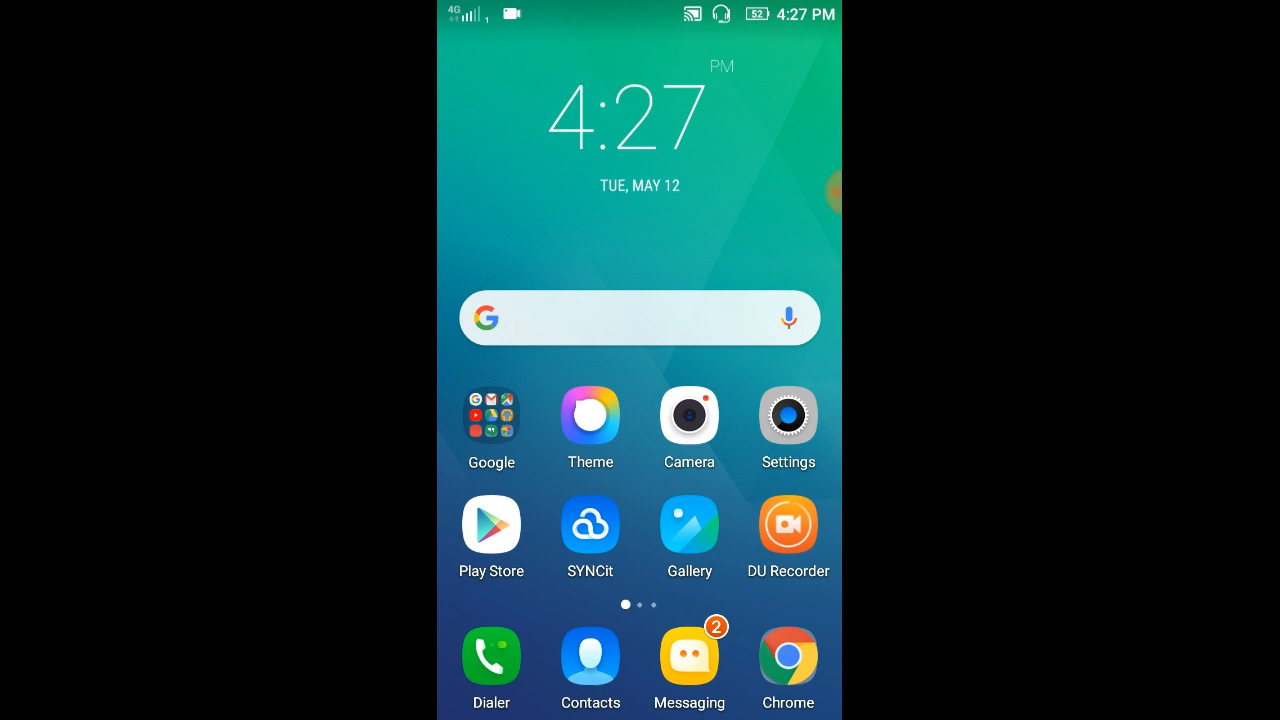 4G 1 52 4:27 PM
PM
4:27
TUE, MAY 12
Google Theme Camera Settings
Play Store SYNCit Gallery DU Recorder
2
Dialer Contacts Messaging Chrome